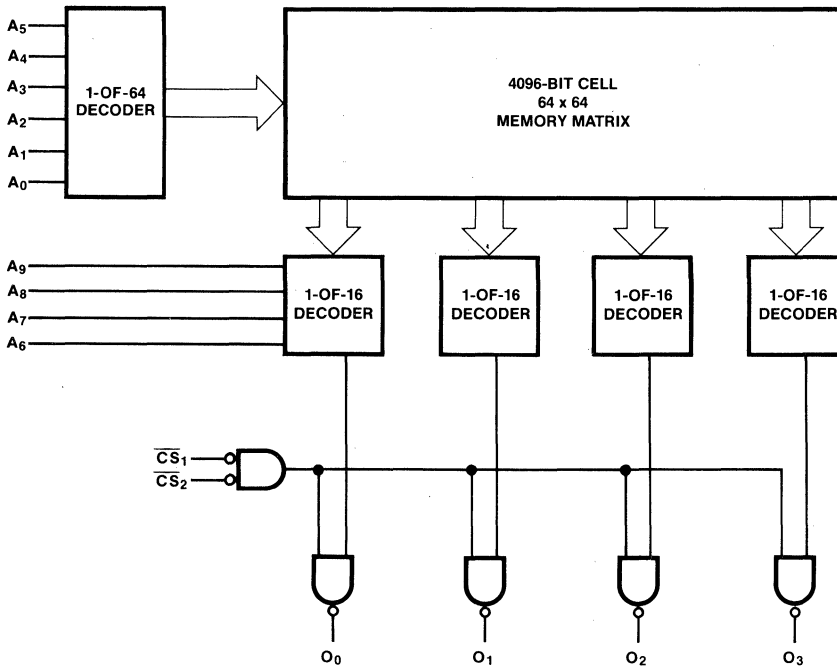 A5
A4
A3
A2
A1
A0
1-OF-64
DECODER
4096-BIT CELL
64 x 64
MEMORY MATRIX
A9
A8
A7
A6
1-OF-16
DECODER
1-OF-16
DECODER
1-OF-16
DECODER
1-OF-16
DECODER
C̅S̅1
C̅S̅2
O0
O1
O2
O3